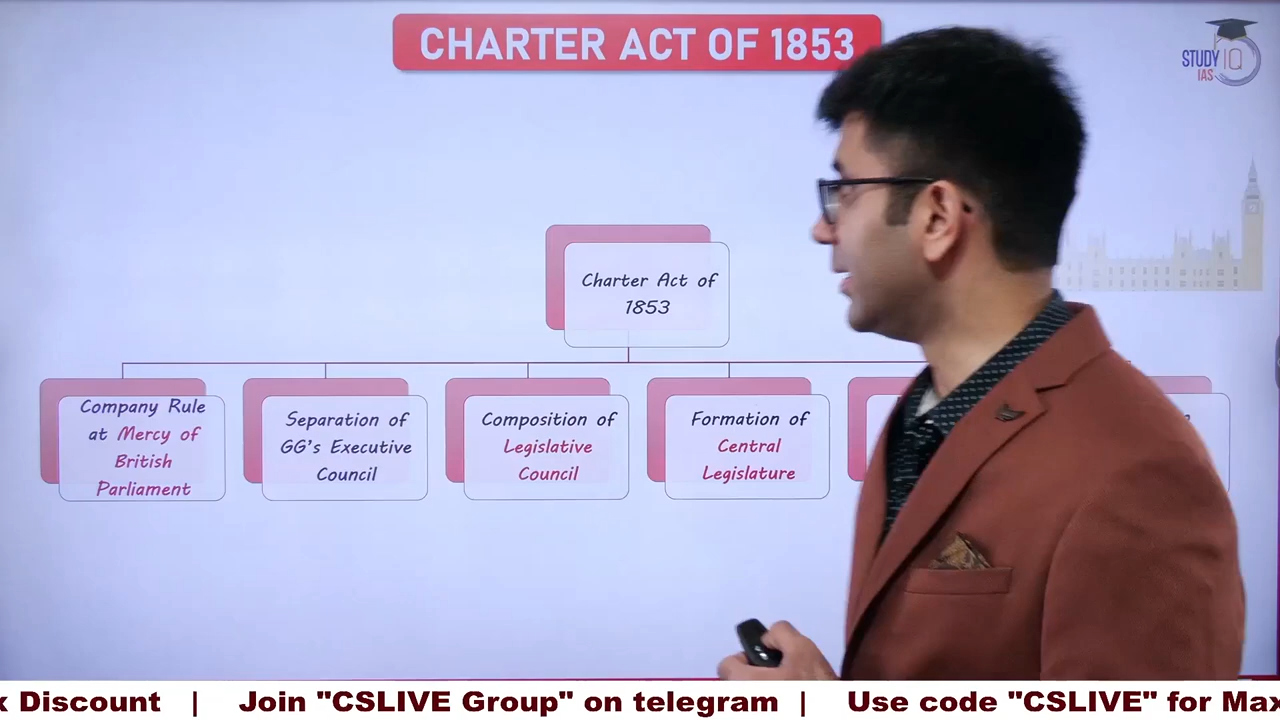 CHARTER ACT OF 1853
STUDY IQ
IAS
Charter Act of
1853
Company Rule
at Mercy of
British
Parliament
Separation of
GG's Executive
Council
Composition of
Legislative
Council
Formation of
Central
Legislature
Discount | Join "CSLIVE Group" on telegram | Use code "CSLIVE" for